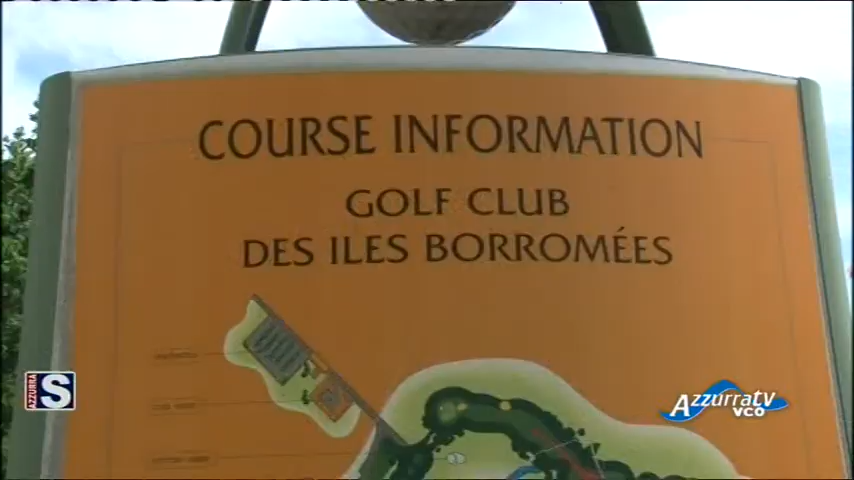 COURSE INFORMATION
GOLF CLUB
DES ILES BORROMÉES
AZZURRA S
AZZURRATV
VCO